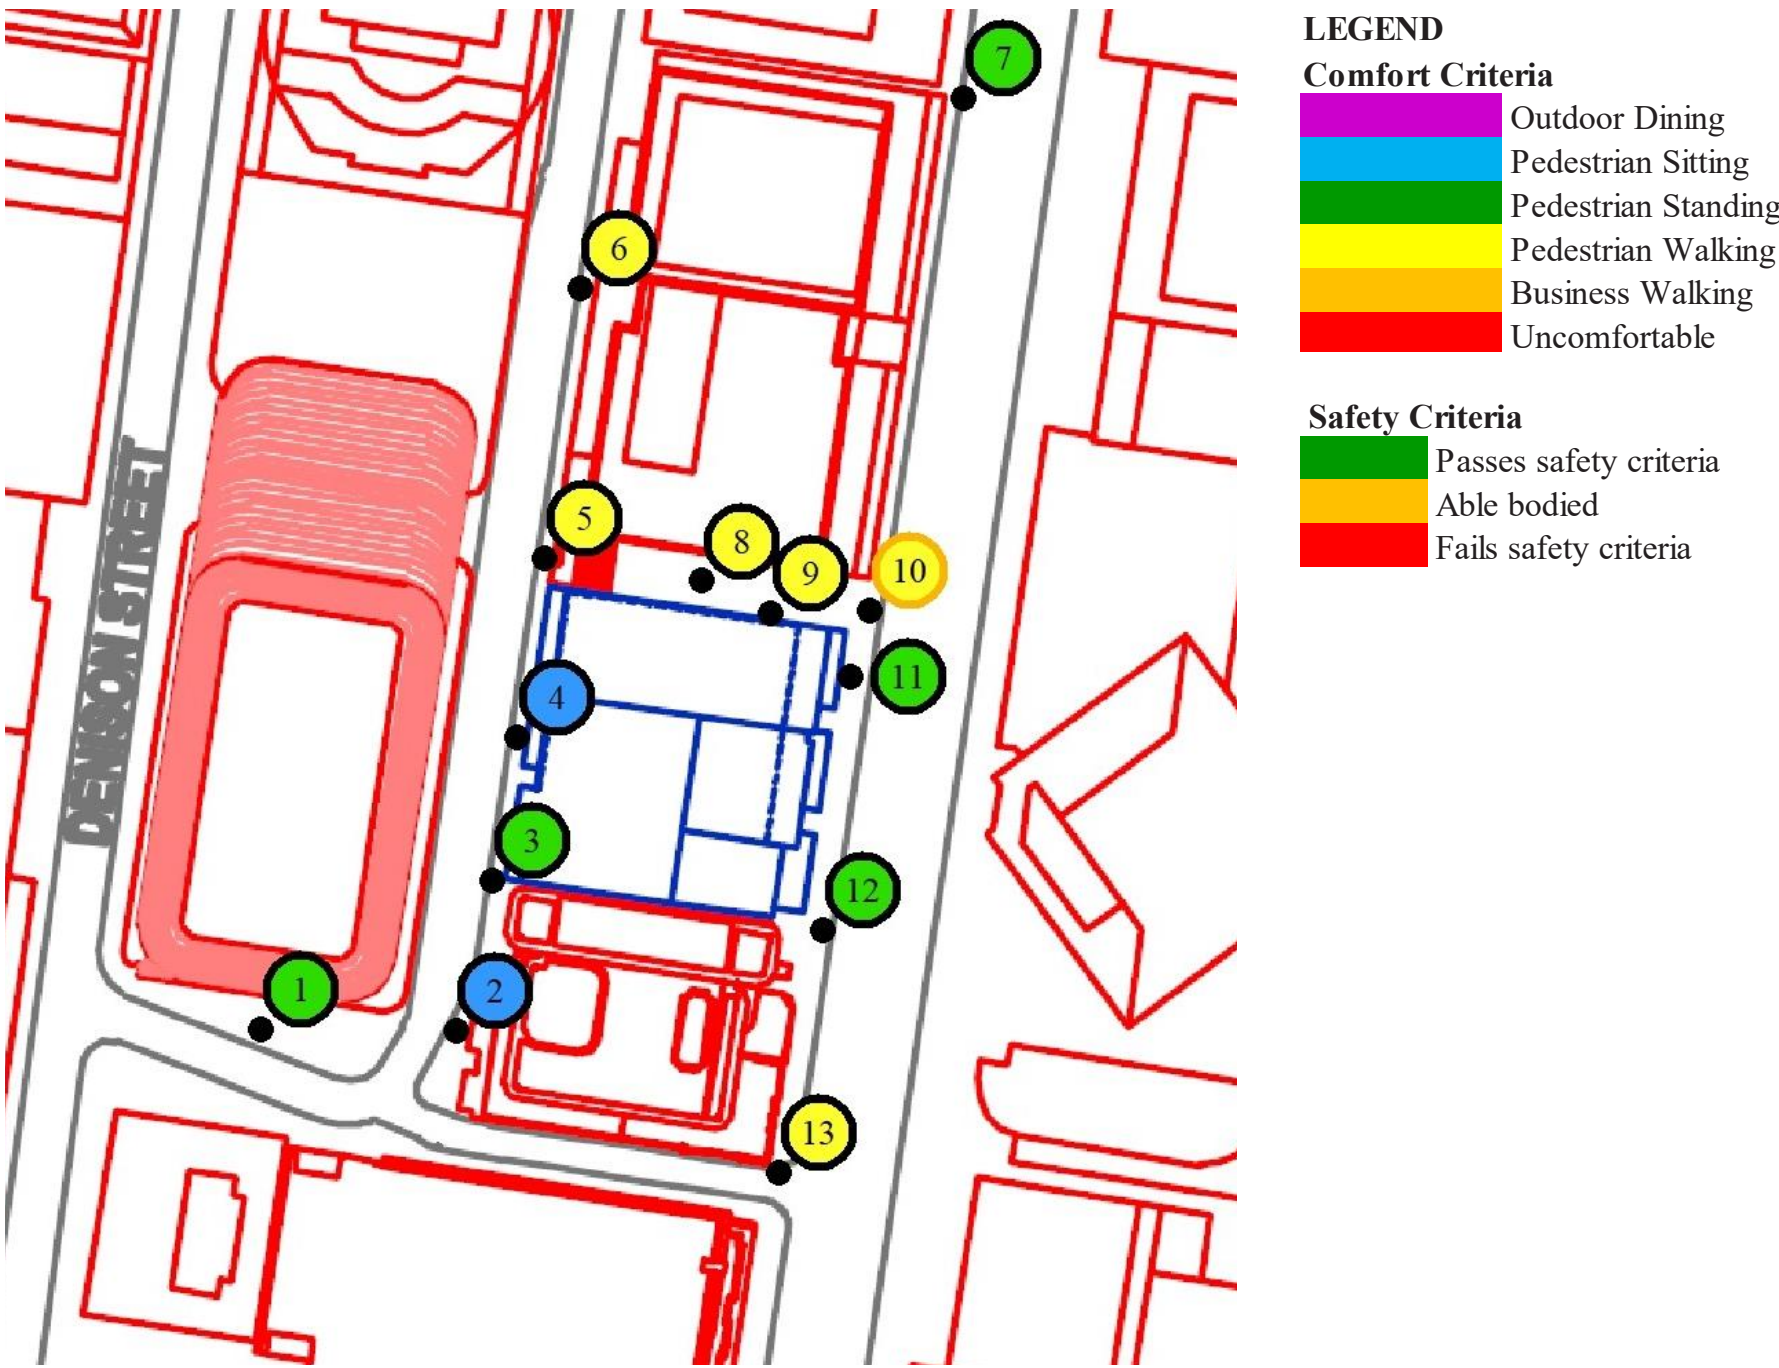 LEGEND
Comfort Criteria
Outdoor Dining
Pedestrian Sitting
Pedestrian Standing
Pedestrian Walking
Business Walking
Uncomfortable
Safety Criteria
Passes safety criteria
Able bodied
Fails safety criteria
7
6
5
8
9
10
11
4
3
12
1
2
13
DENISON STREET